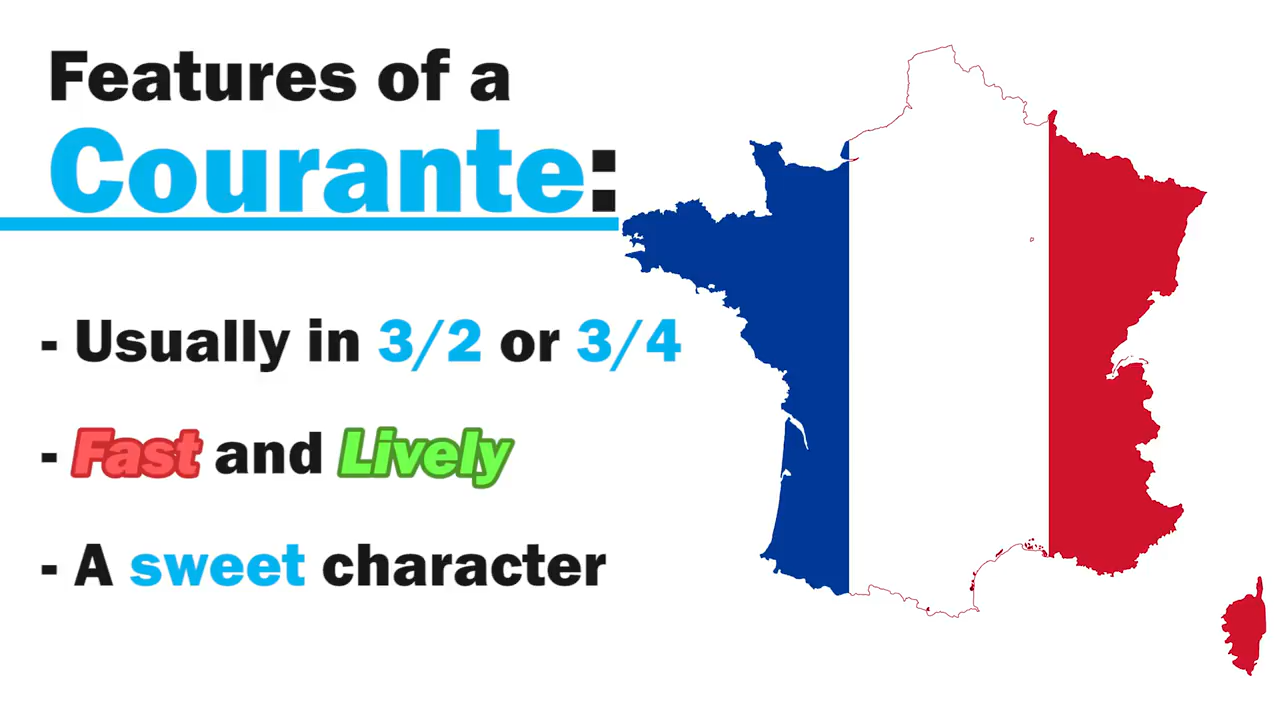 Features of a
Courante:
- Usually in 3/2 or 3/4
- Fast and Lively
- A sweet character